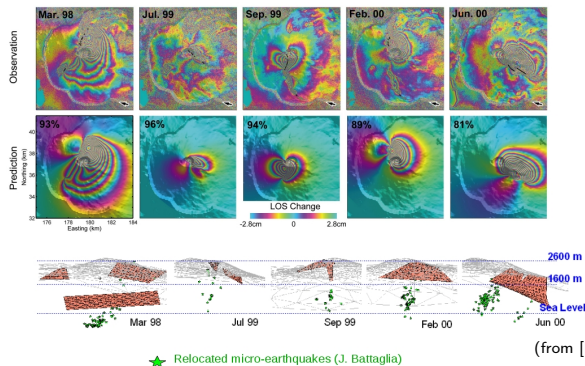 Mar. 98
Jul. 99
Sep. 99
Feb. 00
Jun. 00
Observation
93%
96%
94%
89%
81%
Prediction
Northing (km)
40
38
36
34
32
176
178
180
182
184
Easting (km)
LOS Change
-2.8cm
0
2.8cm
2600 m
1600 m
Sea Level
Mar 98
Jul 99
Sep 99
Feb 00
Jun 00
(from [
Relocated micro-earthquakes (J. Battaglia)